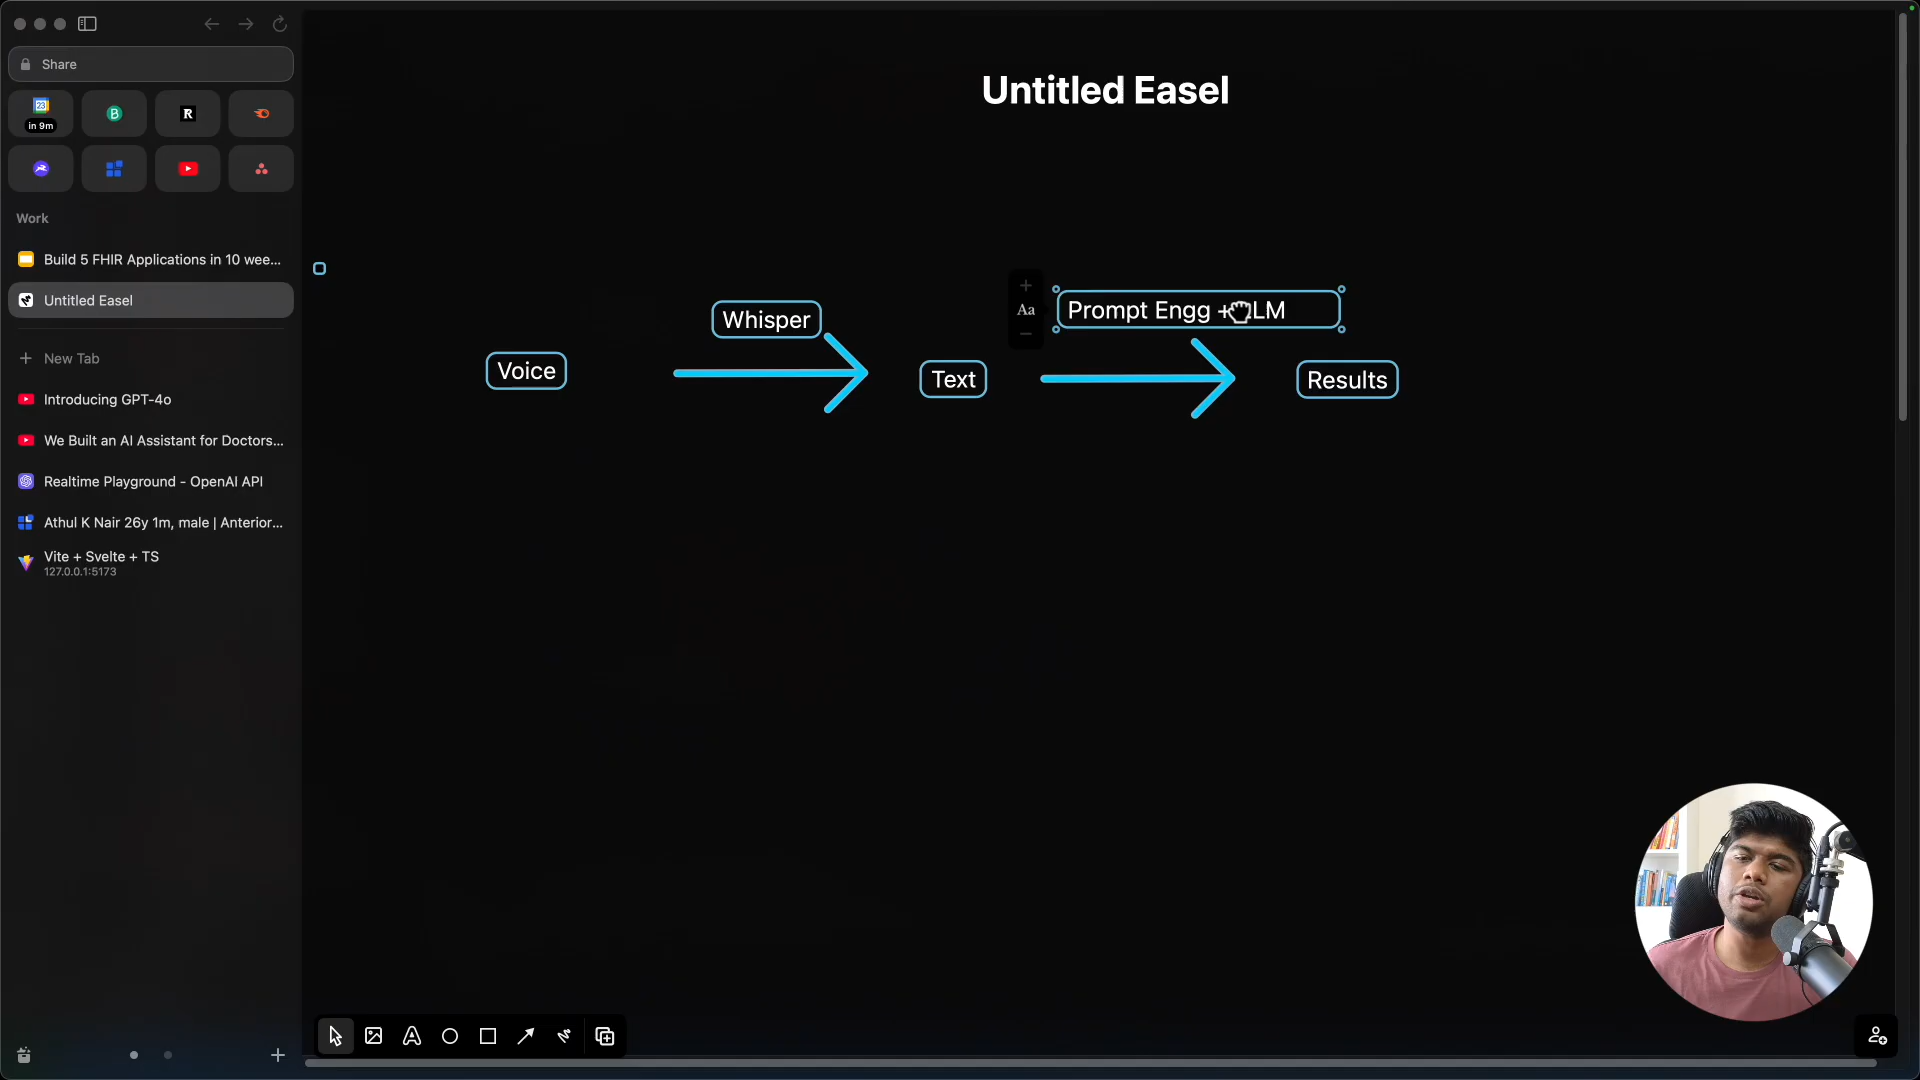 Share
23
in 9m
B
R
Work
Build 5 FHIR Applications in 10 wee...
Untitled Easel
New Tab
Introducing GPT-4o
We Built an AI Assistant for Doctors...
Realtime Playground - OpenAI API
Athul K Nair 26y 1m, male | Anterior...
Vite + Svelte + TS
127.0.0.1:5173
Untitled Easel
Aa
Prompt Engg + LM
Whisper
Voice
Text
Results